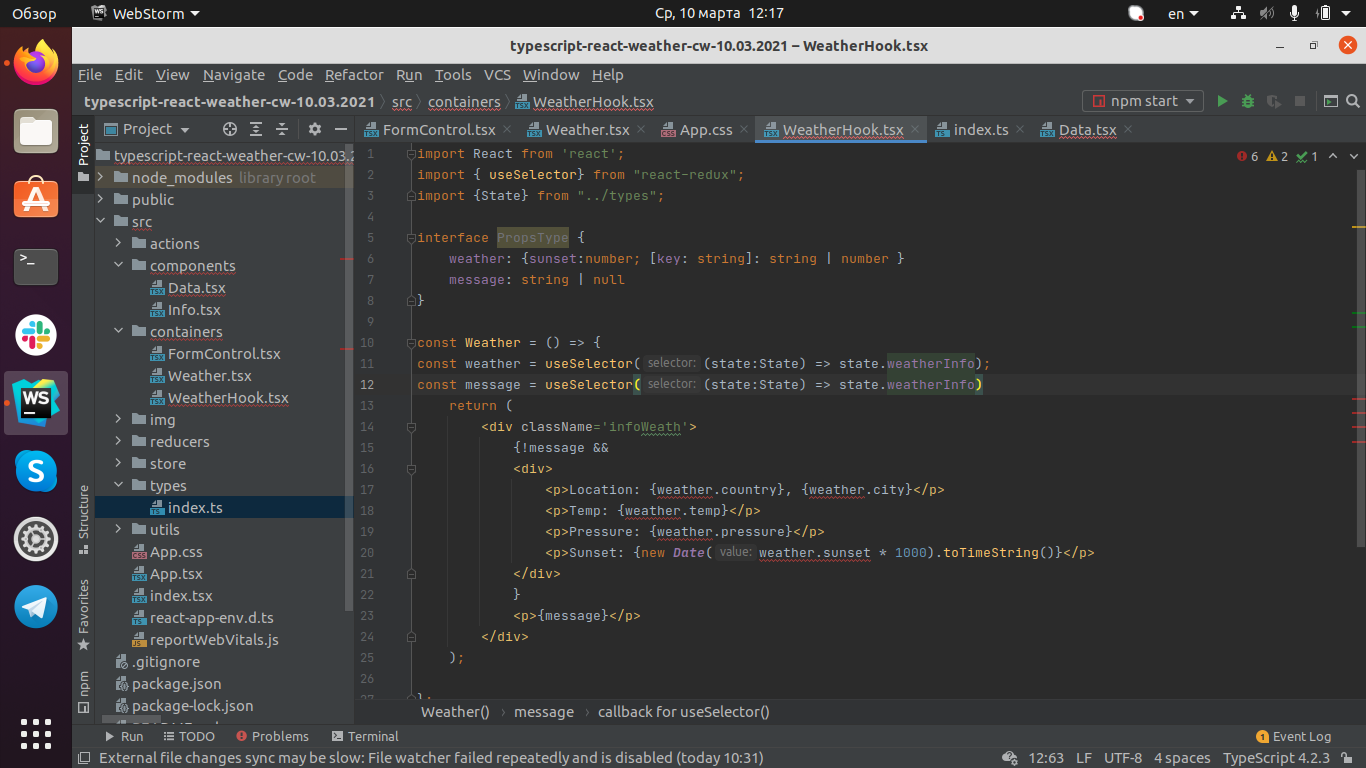 Обзор WebStorm Ср, 10 марта 12:17 en
typescript-react-weather-cw-10.03.2021 – WeatherHook.tsx
File Edit View Navigate Code Refactor Run Tools VCS Window Help
typescript-react-weather-cw-10.03.2021 src containers WeatherHook.tsx npm start
Project
Structure
Favorites
npm
Project
typescript-react-weather-cw-10.03.2
node_modules library root
public
src
actions
components
Data.tsx
Info.tsx
containers
FormControl.tsx
Weather.tsx
WeatherHook.tsx
img
reducers
store
types
index.ts
utils
App.css
App.tsx
index.tsx
react-app-env.d.ts
reportWebVitals.js
.gitignore
package.json
package-lock.json
FormControl.tsx Weather.tsx App.css WeatherHook.tsx index.ts Data.tsx
6 2 1
1 import React from 'react';
2 import { useSelector} from "react-redux";
3 import {State} from "../types";
4
5 interface PropsType {
6 weather: {sunset:number; [key: string]: string | number }
7 message: string | null
8 }
9
10 const Weather = () => {
11 const weather = useSelector( selector: (state:State) => state.weatherInfo);
12 const message = useSelector( selector: (state:State) => state.weatherInfo)
13 return (
14 <div className='infoWeath'>
15 {!message &&
16 <div>
17 <p>Location: {weather.country}, {weather.city}</p>
18 <p>Temp: {weather.temp}</p>
19 <p>Pressure: {weather.pressure}</p>
20 <p>Sunset: {new Date( value: weather.sunset * 1000).toTimeString()}</p>
21 </div>
22 }
23 <p>{message}</p>
24 </div>
25 );
26
27 };
Weather() message callback for useSelector()
Run TODO Problems Terminal 1 Event Log
External file changes sync may be slow: File watcher failed repeatedly and is disabled (today 10:31) 12:63 LF UTF-8 4 spaces TypeScript 4.2.3